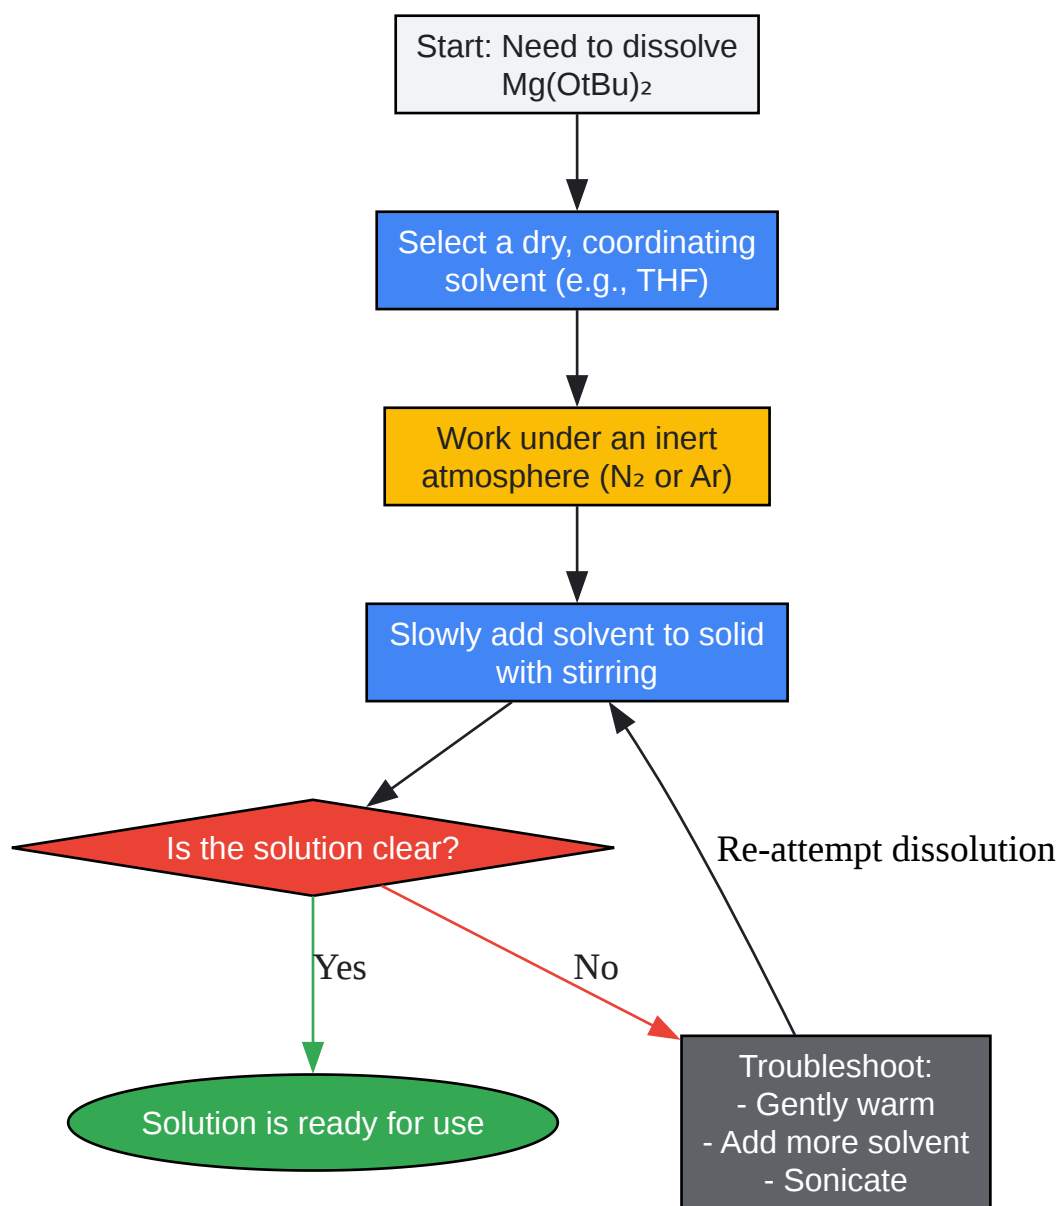 Start: Need to dissolve
Mg(OtBu)₂
Select a dry, coordinating
solvent (e.g., THF)
Work under an inert
atmosphere (N₂ or Ar)
Slowly add solvent to solid
with stirring
Is the solution clear?
Re-attempt dissolution
Yes
No
Solution is ready for use
Troubleshoot:
- Gently warm
- Add more solvent
- Sonicate